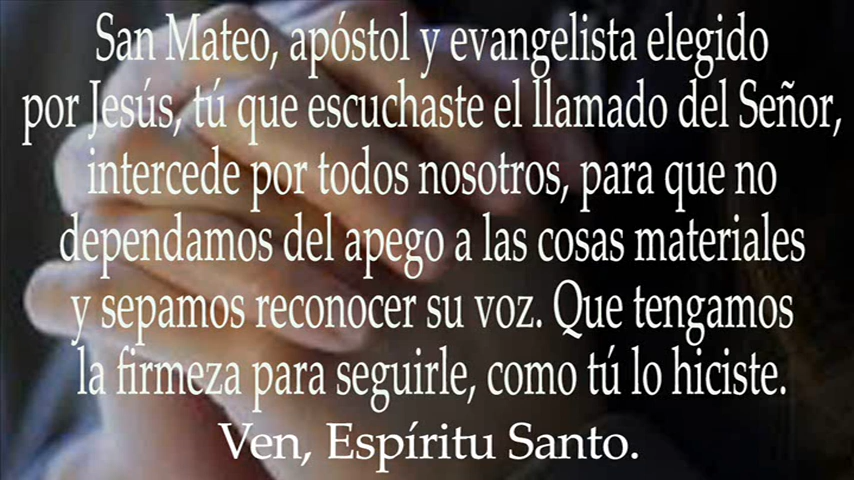 San Mateo, apóstol y evangelista elegido
por Jesús, tú que escuchaste el llamado del Señor,
intercede por todos nosotros, para que no
dependamos del apego a las cosas materiales
y sepamos reconocer su voz. Que tengamos
la firmeza para seguirle, como tú lo hiciste.
Ven, Espíritu Santo.